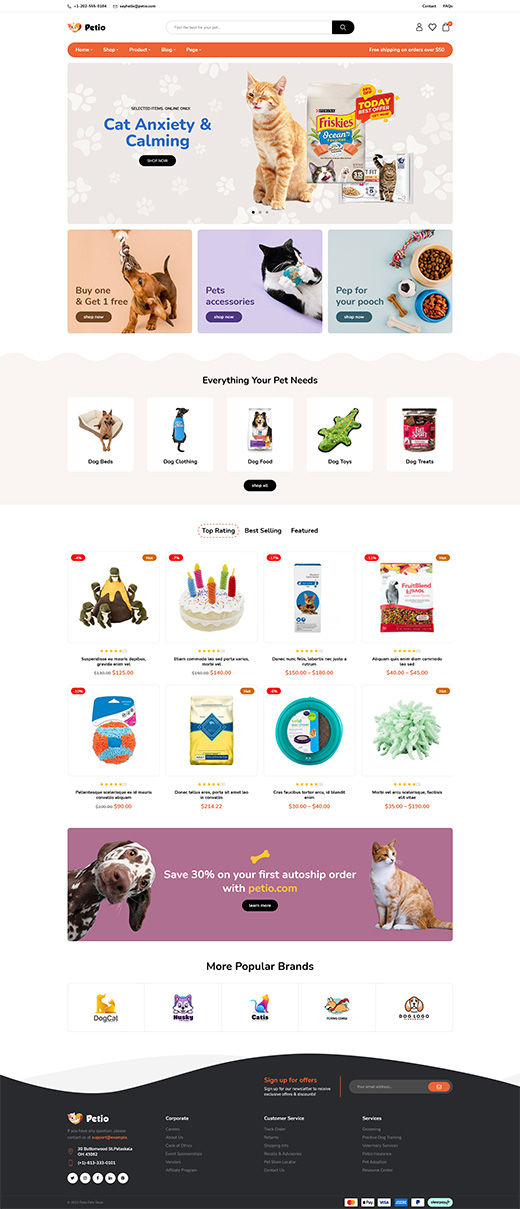 +1-202-555-0184
sayhello@petio.com
Contact
FAQs
Petio
Find the best for your pet...
Home
Shop
Product
Blog
Page
Free shipping on orders over $50
SELECTED ITEMS. ONLINE ONLY.
Cat Anxiety &
Calming
SHOP NOW
PURINA
Friskies
Ocean
TODAY
BEST OFFER
Buy one
& Get 1 free
shop now
Pets
accessories
shop now
Pep for
your pooch
shop now
Everything Your Pet Needs
Dog Beds
Dog Clothing
Dog Food
Dog Toys
Dog Treats
shop all
Top Rating
Best Selling
Featured
Hot
-7%
-17%
-11%
Hot
FruitBlend
Suspendisse eu mauris dapibus,
gravida enim vel
$125.00
Etiam commodo leo sed porta varius,
morbi vel
$140.00
Donec nunc felis, lobortis nec justo a
rutrum
$150.00 – $180.00
Aliquam quis enim diam commodo
leo sed
$40.00 – $45.00
-10%
Hot
BLUE
Hot
Pellentesque scelerisque ex id mauris
convallis aliquam
$100.00 $90.00
Donec tellus eros, porta sit amet leo
in convallis
$214.22
Cras faucibus tortor arcu, id blandit
enim
$30.00 – $40.00
Morbi vel arcu scelerisque, facilisis
elit vitae
$35.00 – $190.00
Save 30% on your first autoship order
with petio.com
learn more
More Popular Brands
DogCat
Husky
Catis
FLYING CORGI
DOG LOGO
Sign up for offers
Sign up for our newsletter to receive
exclusive offers & discounts!
Your email address...
Petio
If you have any question, please
contact us at support@example.
30 Buttonwood St,Pataskala
OH 43062
(+1)-613-333-0101
Corporate
Careers
About Us
Code of Ethics
Event Sponsorships
Vendors
Affiliate Program
Customer Service
Track Order
Returns
Shipping Info
Recalls & Advisories
Pet Store Locator
Contact Us
Services
Grooming
Positive Dog Training
Veterinary Services
Petco Insurance
Pet Adoption
Resource Center
VISA